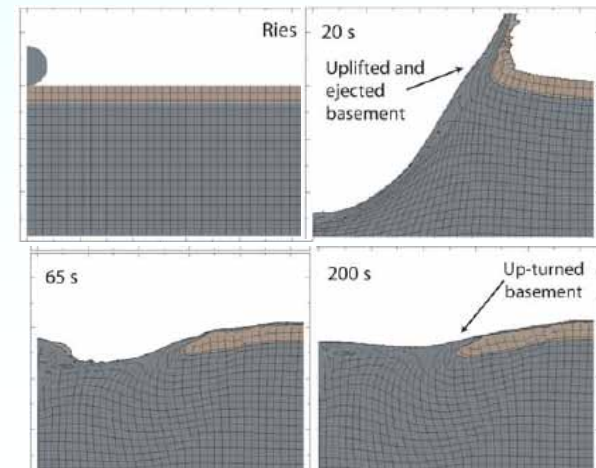 Ries
20 s
Uplifted and
ejected
basement
65 s
200 s
Up-turned
basement